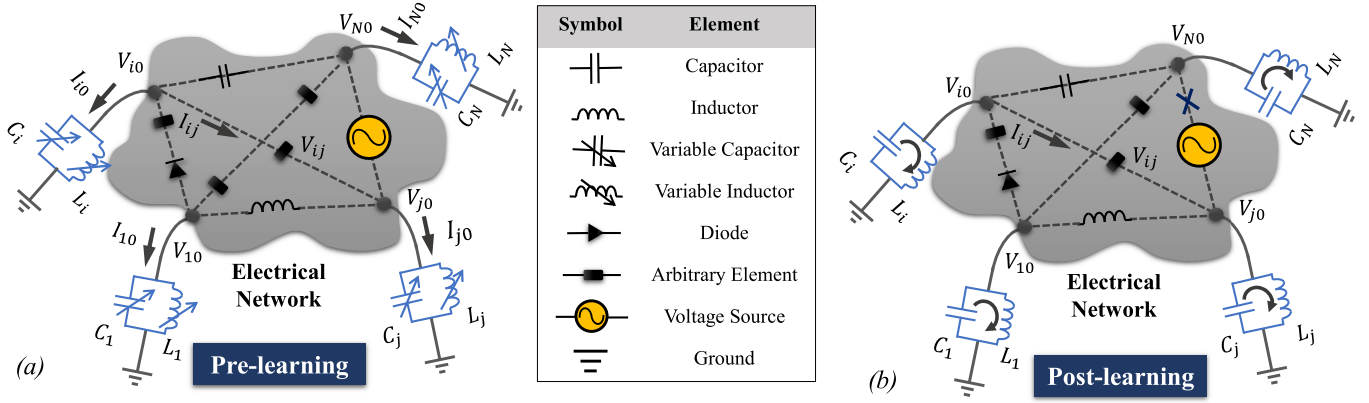 V_{N0}
I_{N0}
L_N
C_N
V_{i0}
I_{i0}
C_i
L_i
I_{ij}
V_{ij}
V_{j0}
I_{j0}
V_{10}
I_{10}
C_1
L_1
C_j
L_j
Electrical
Network
(a)
Pre-learning
Symbol Element
Capacitor
Inductor
Variable Capacitor
Variable Inductor
Diode
Arbitrary Element
Voltage Source
Ground
V_{N0}
L_N
C_N
V_{i0}
C_i
L_i
I_{ij}
V_{ij}
V_{j0}
V_{10}
C_1
L_1
C_j
L_j
Electrical
Network
(b)
Post-learning